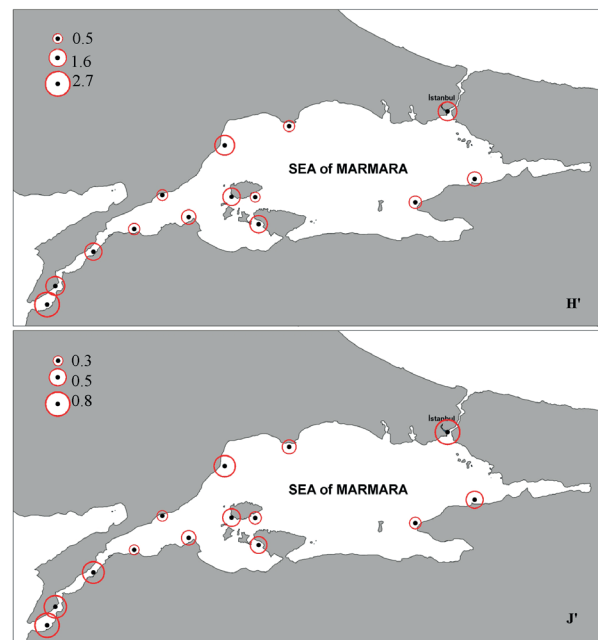 0.5
1.6
2.7
İstanbul
SEA of MARMARA
H'
0.3
0.5
0.8
İstanbul
SEA of MARMARA
J'